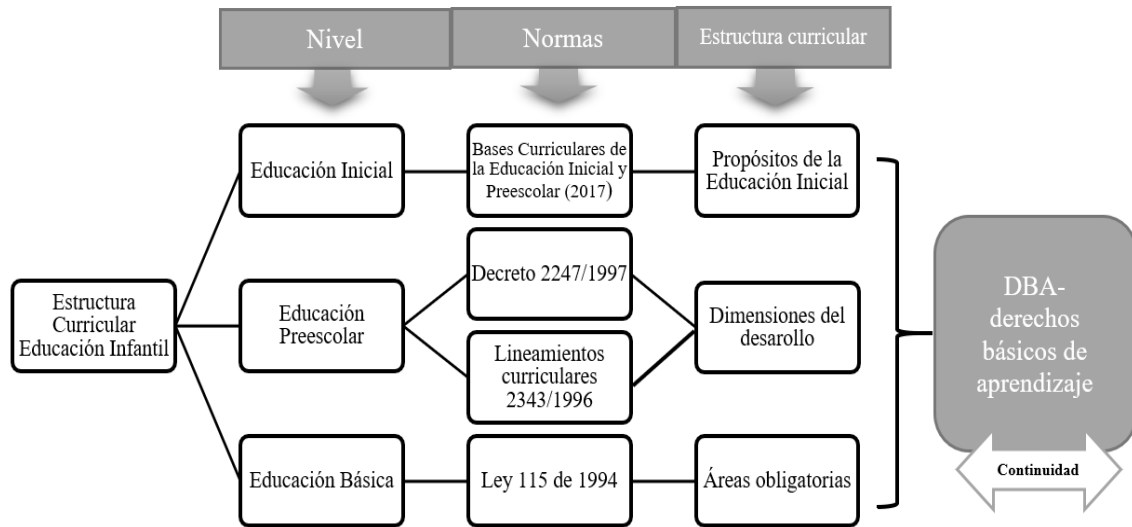 Nivel
Normas
Estructura curricular
Educación Inicial
Bases Curriculares de
la Educación Inicial y
Preescolar (2017)
Propósitos de la
Educación Inicial
Estructura
Curricular
Educación Infantil
Educación
Preescolar
Decreto 2247/1997
Lineamientos
curriculares
2343/1996
Dimensiones del
desarollo
Educación Básica
Ley 115 de 1994
Áreas obligatorias
DBA-
derechos
básicos de
aprendizaje
Continuidad